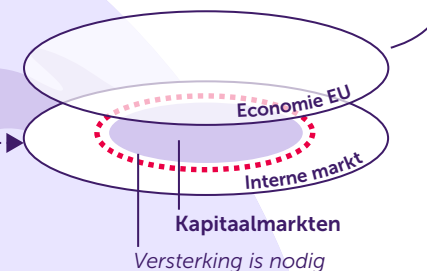 Economie EU
Interne markt
Kapitaalmarkten
Versterking is nodig